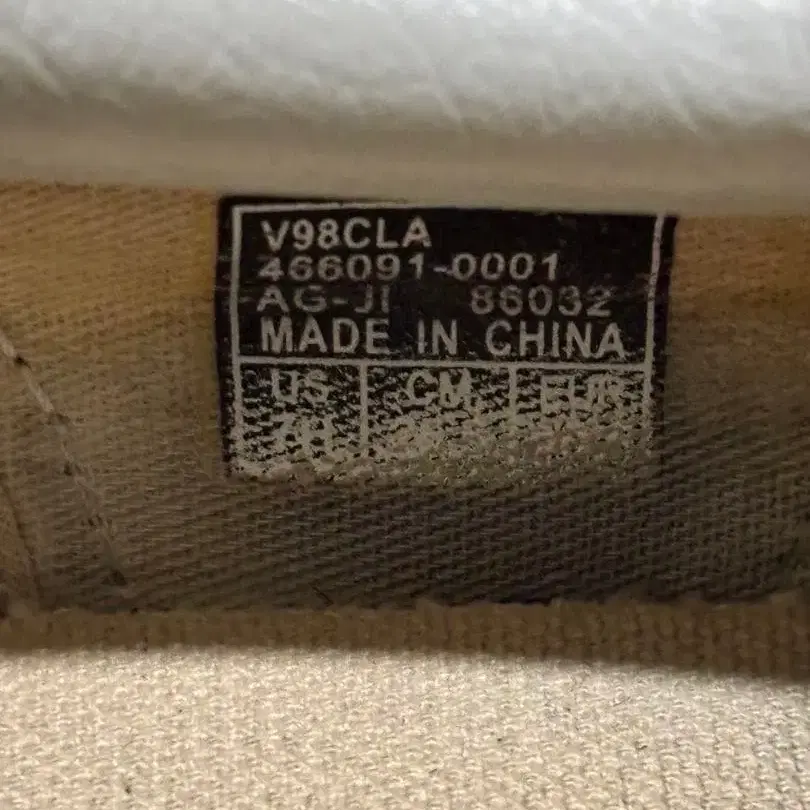 V98CLA
466091-0001
AG-JI 86032
MADE IN CHINA
US CM EUR